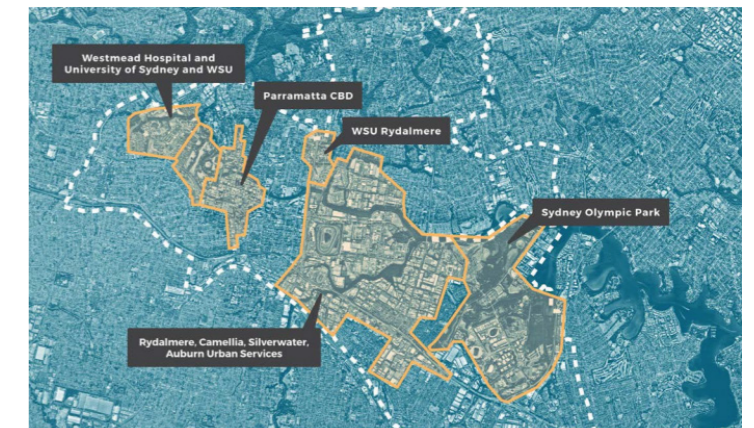 Westmead Hospital and
University of Sydney and WSU
Parramatta CBD
WSU Rydalmere
Sydney Olympic Park
Rydalmere, Camellia, Silverwater,
Auburn Urban Services